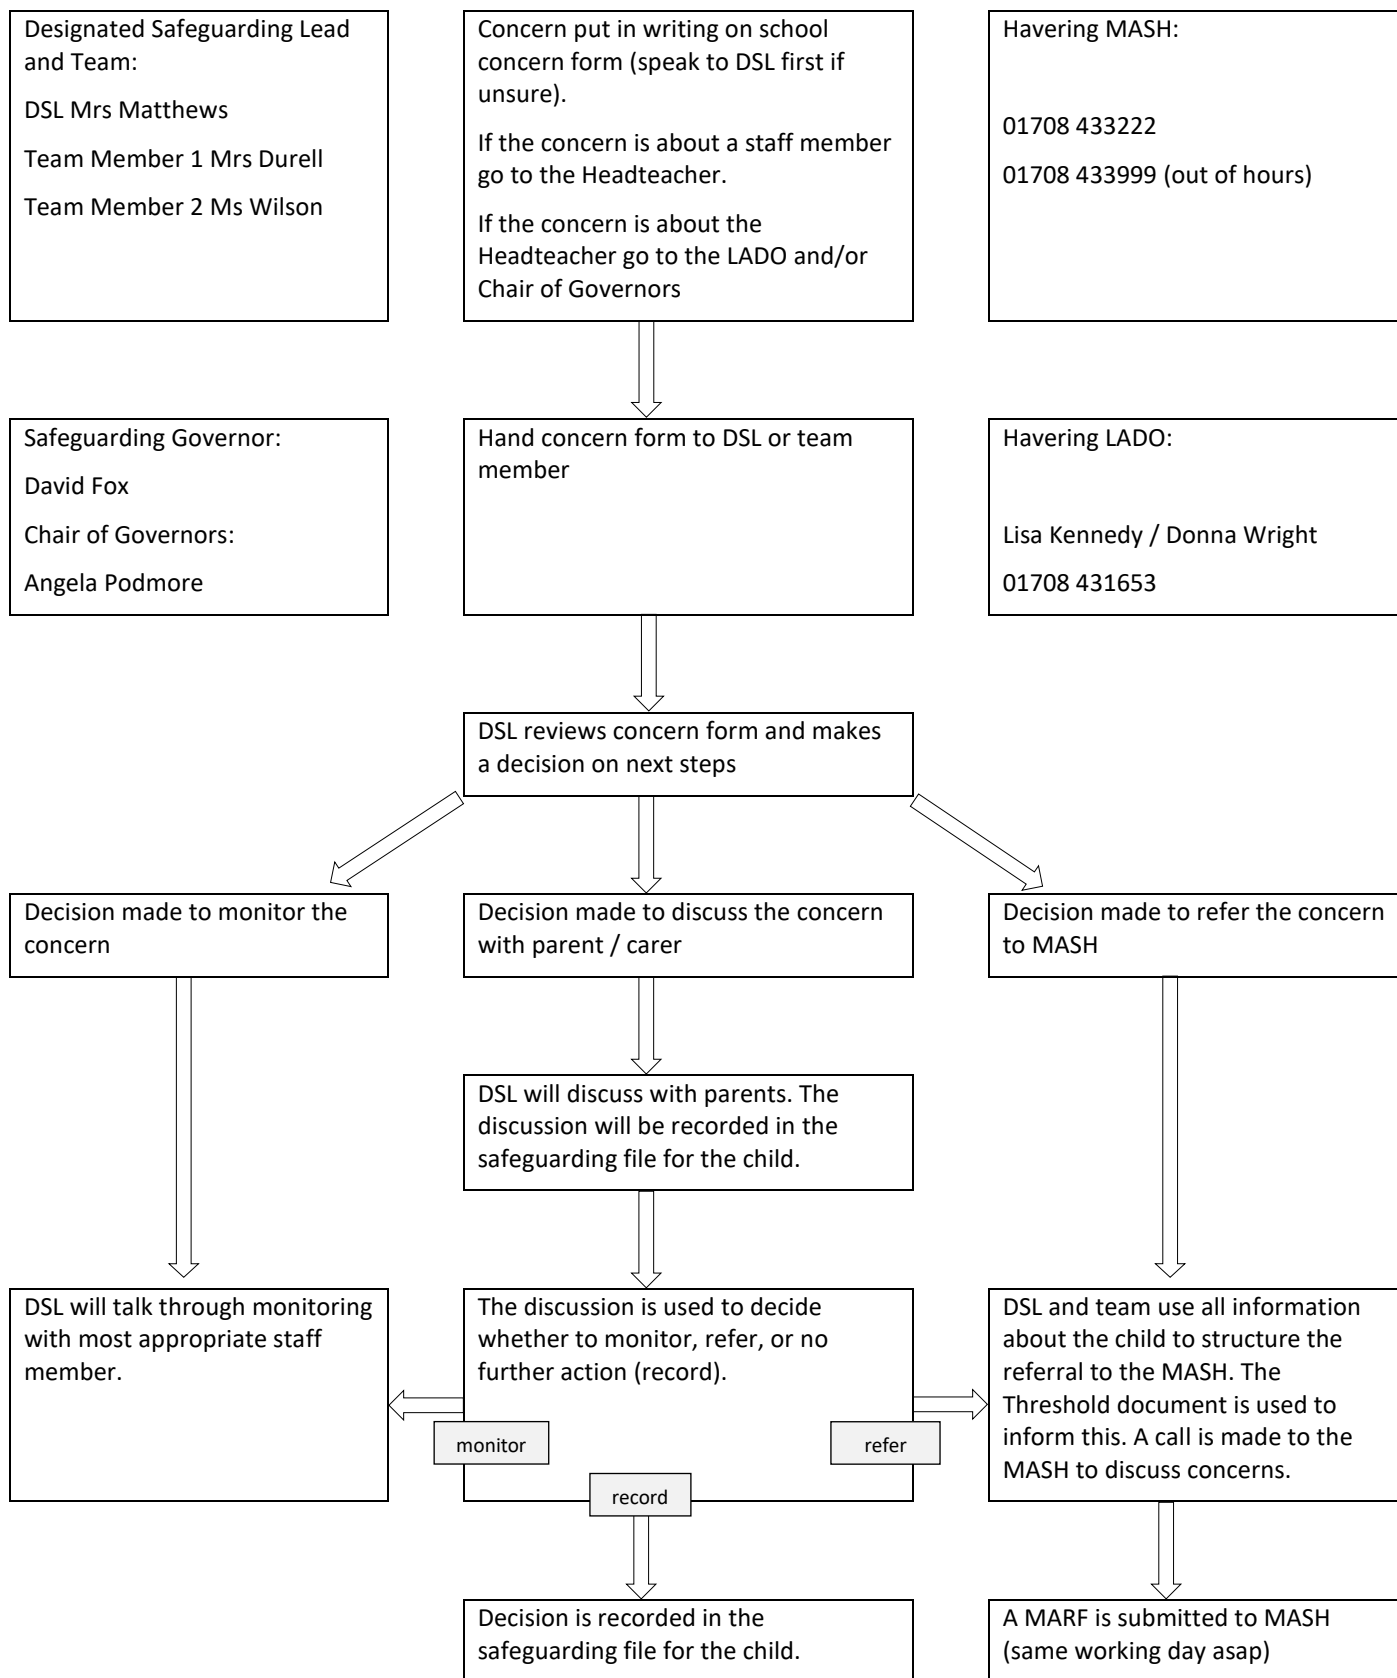 Designated Safeguarding Lead
and Team:
DSL Mrs Matthews
Team Member 1 Mrs Durell
Team Member 2 Ms Wilson
Concern put in writing on school
concern form (speak to DSL first if
unsure).
If the concern is about a staff member
go to the Headteacher.
If the concern is about the
Headteacher go to the LADO and/or
Chair of Governors
Havering MASH:
01708 433222
01708 433999 (out of hours)
Safeguarding Governor:
David Fox
Chair of Governors:
Angela Podmore
Hand concern form to DSL or team
member
Havering LADO:
Lisa Kennedy / Donna Wright
01708 431653
DSL reviews concern form and makes
a decision on next steps
Decision made to monitor the
concern
Decision made to discuss the concern
with parent / carer
Decision made to refer the concern
to MASH
DSL will discuss with parents. The
discussion will be recorded in the
safeguarding file for the child.
DSL will talk through monitoring
with most appropriate staff
member.
The discussion is used to decide
whether to monitor, refer, or no
further action (record).
monitor
refer
record
DSL and team use all information
about the child to structure the
referral to the MASH. The
Threshold document is used to
inform this. A call is made to the
MASH to discuss concerns.
Decision is recorded in the
safeguarding file for the child.
A MARF is submitted to MASH
(same working day asap)